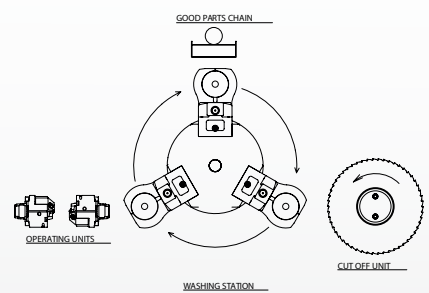 GOOD PARTS CHAIN
OPERATING UNITS
CUT OFF UNIT
WASHING STATION